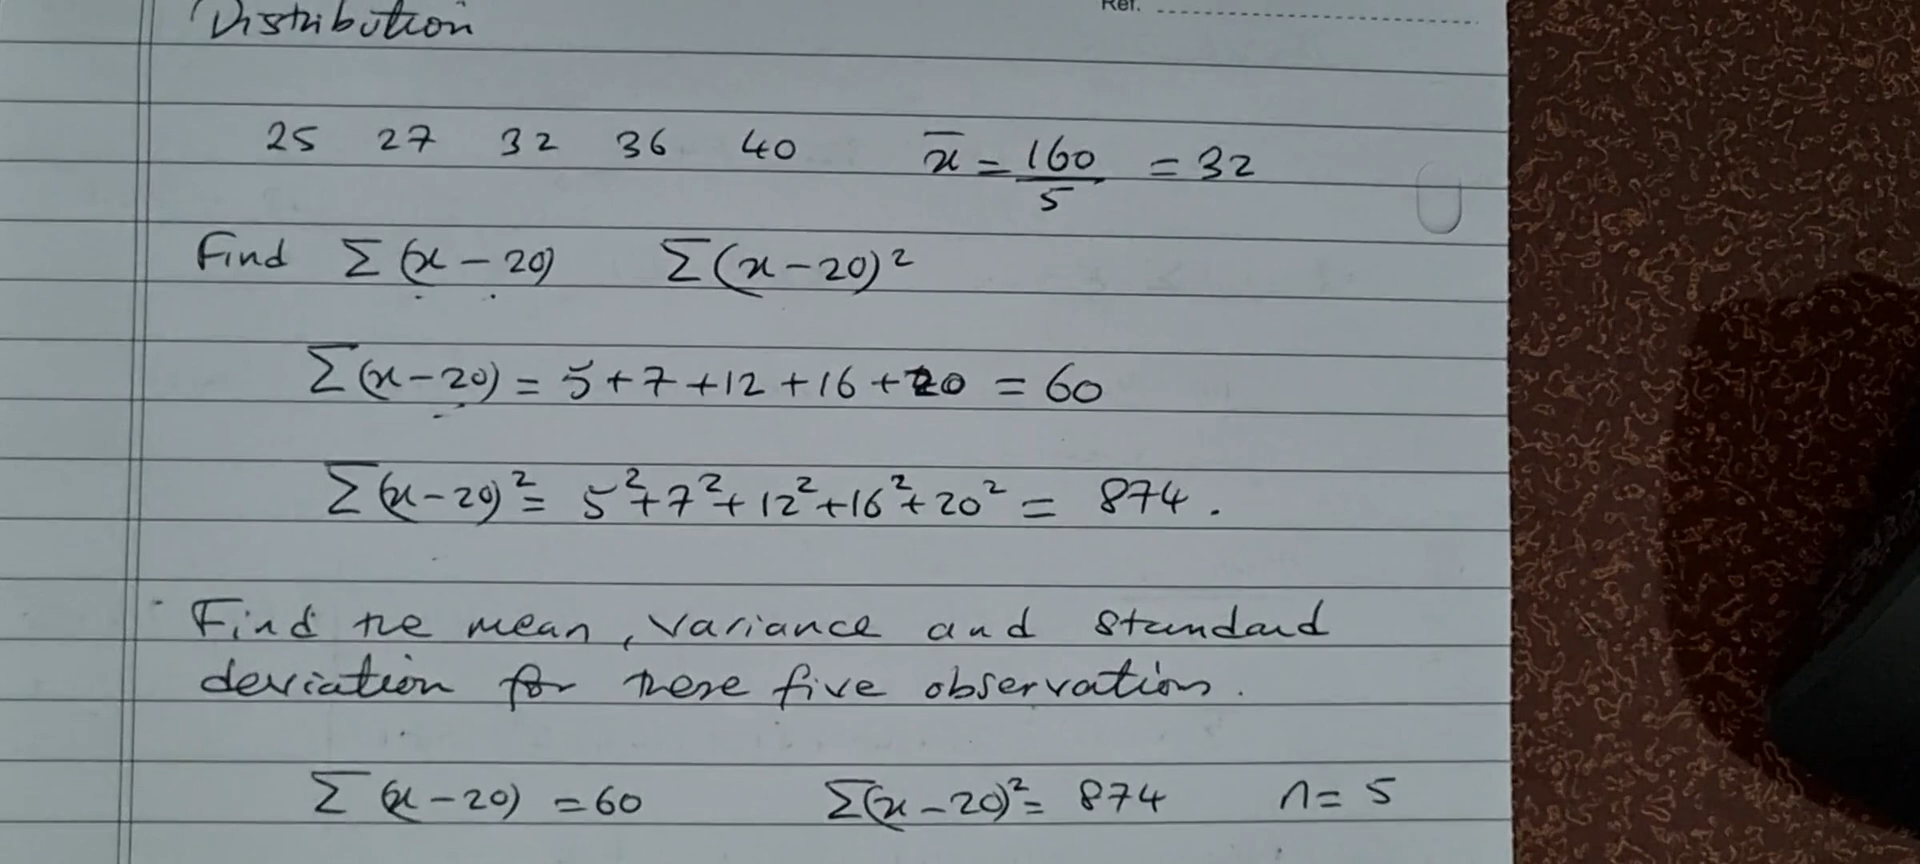 Ref.
Distribution
25 27 32 36 40 x̄ = 160/5 = 32
Find Σ(x - 20) Σ(x - 20)²
Σ(x - 20) = 5 + 7 + 12 + 16 + 20 = 60
Σ(x - 20)² = 5² + 7² + 12² + 16² + 20² = 874.
Find the mean, variance and standard
deviation for these five observations.
Σ(x - 20) = 60 Σ(x - 20)² = 874 n = 5